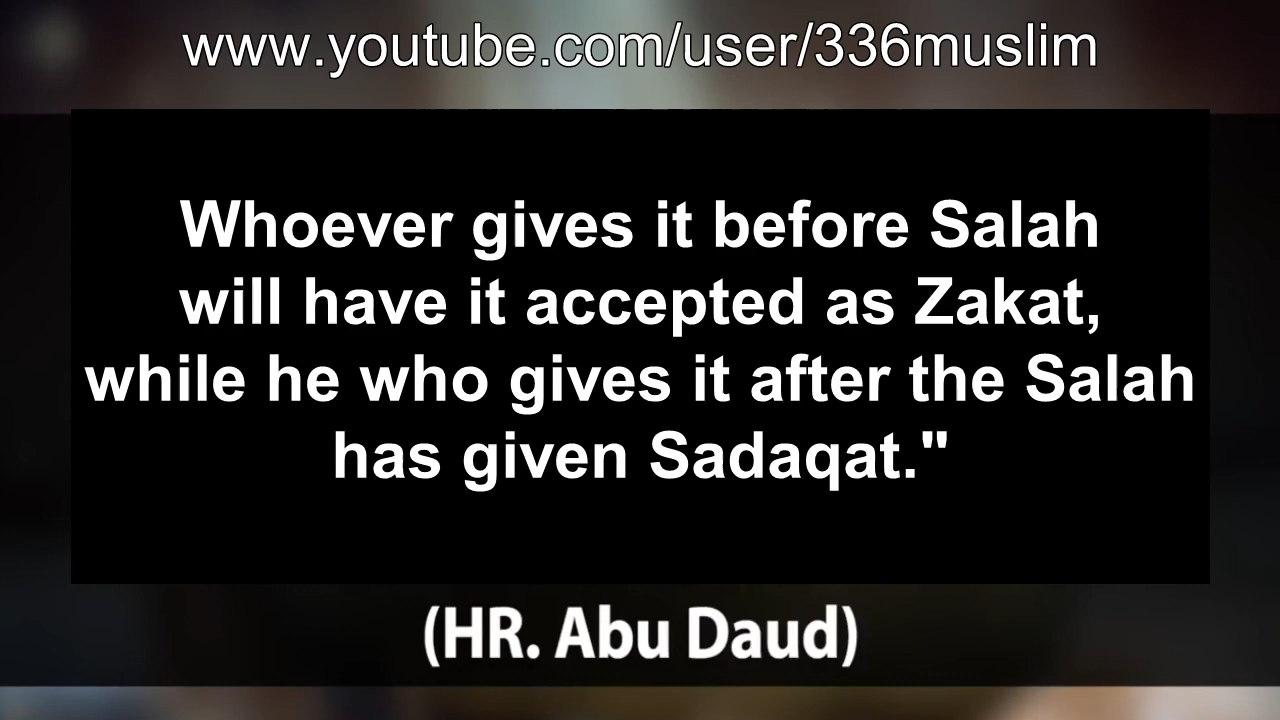 www.youtube.com/user/336muslim
Whoever gives it before Salah
will have it accepted as Zakat,
while he who gives it after the Salah
has given Sadaqat."
(HR. Abu Daud)